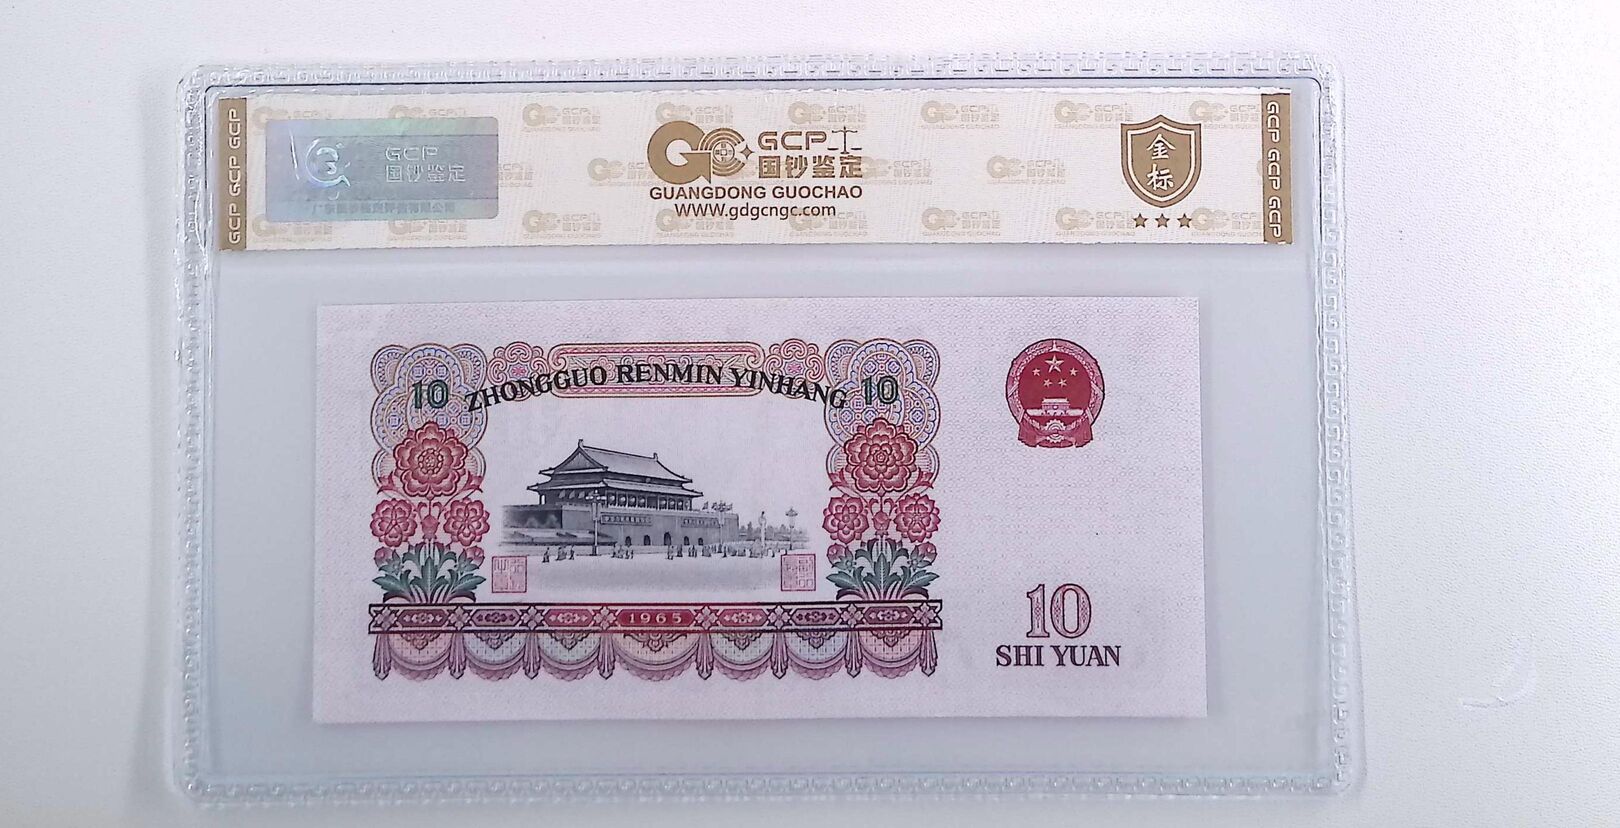 GCP GCP GCP
GCP
国钞鉴定
GCP
国钞鉴定
GUANGDONG GUOCHAO
WWW.gdgcngc.com
金标
GCP GCP GCP
10 ZHONGGUO RENMIN YINHANG 10
1965
10
SHI YUAN